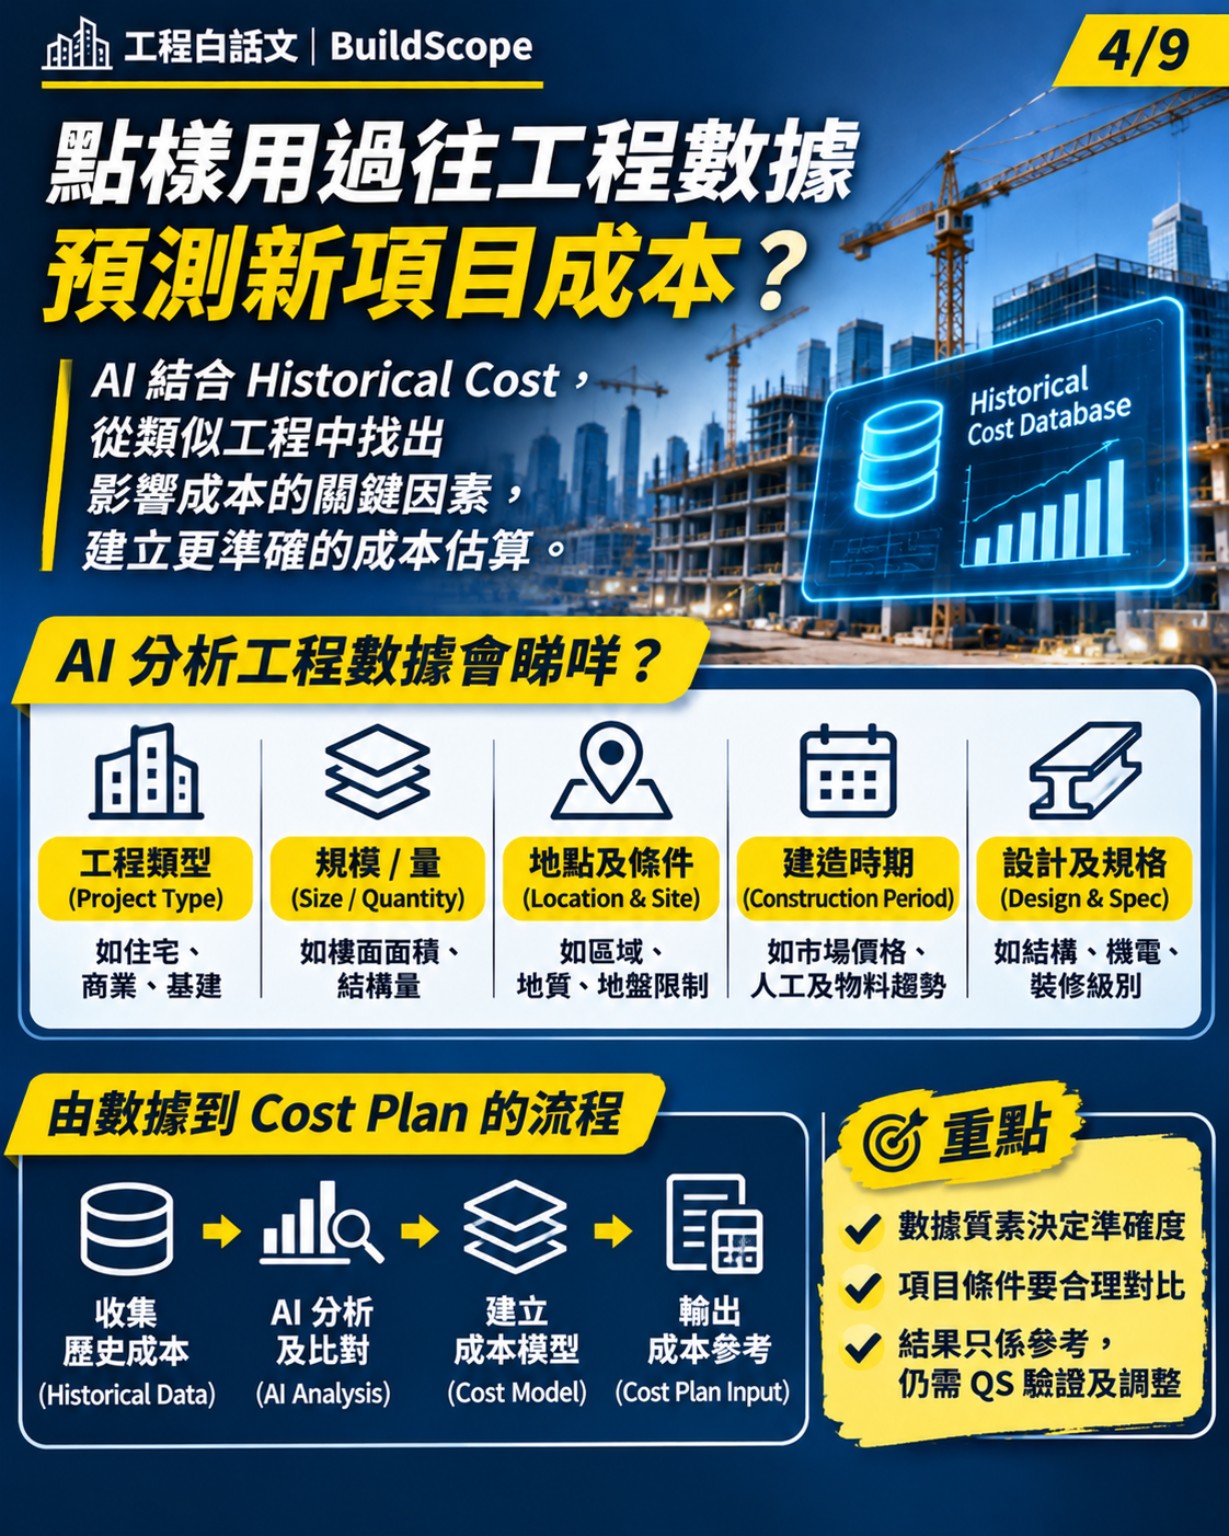 工程白話文｜BuildScope
4/9
點樣用過往工程數據
預測新項目成本？
AI 結合 Historical Cost，
從類似工程中找出
影響成本的關鍵因素，
建立更準確的成本估算。
Historical
Cost Database
AI 分析工程數據會睇咩？
工程類型
(Project Type)
如住宅、
商業、基建
規模 / 量
(Size / Quantity)
如樓面面積、
結構量
地點及條件
(Location & Site)
如區域、
地質、地盤限制
建造時期
(Construction Period)
如市場價格、
人工及物料趨勢
設計及規格
(Design & Spec)
如結構、機電、
裝修級別
由數據到 Cost Plan 的流程
收集
歷史成本
(Historical Data)
AI 分析
及比對
(AI Analysis)
建立
成本模型
(Cost Model)
輸出
成本參考
(Cost Plan Input)
重點
數據質素決定準確度
項目條件要合理對比
結果只係參考，
仍需 QS 驗證及調整